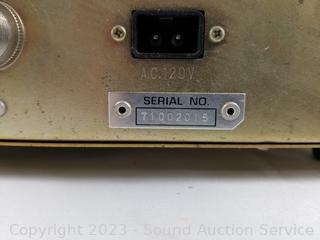 A.C.120V
SERIAL NO.
71002015
Copyright 2023 - Sound Auction Service